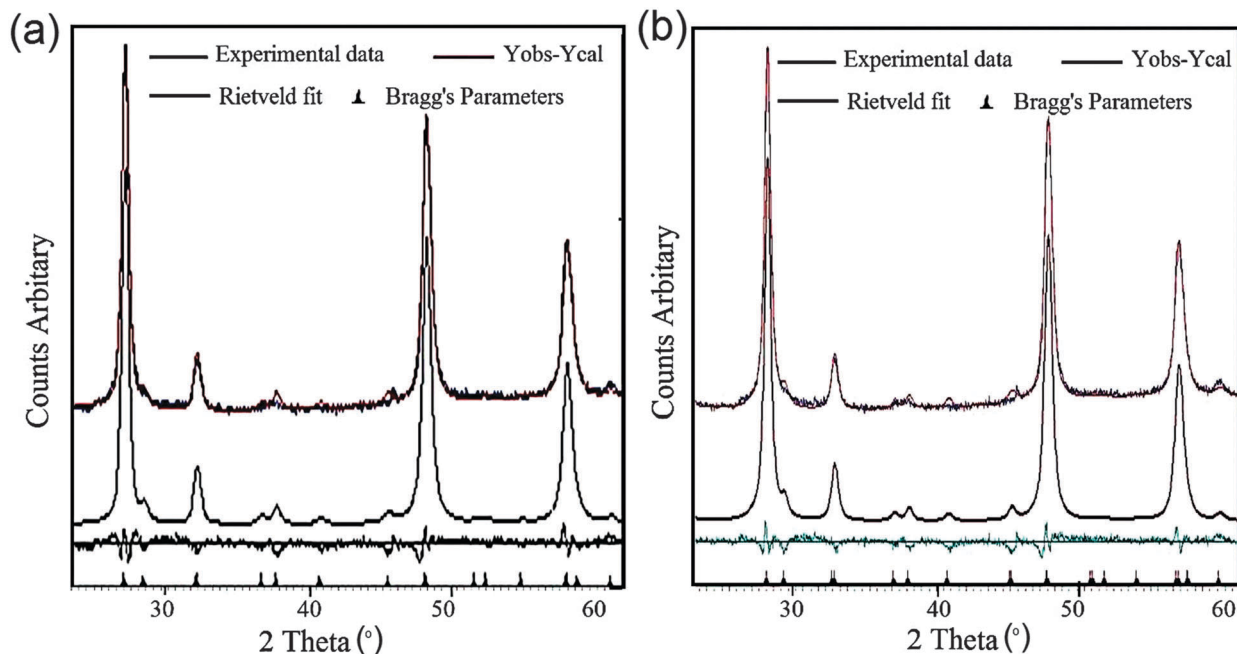 (a)
Experimental data Yobs-Ycal
Rietveld fit Bragg's Parameters
Counts Arbitary
30 40 50 60
2 Theta (°)
(b)
Experimental data Yobs-Ycal
Rietveld fit Bragg's Parameters
Counts Arbitary
30 40 50 60
2 Theta (°)